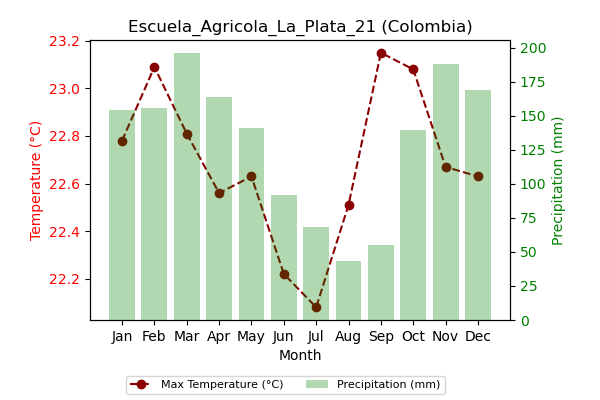 Escuela_Agricola_La_Plata_21 (Colombia)
23.2
23.0
22.8
22.6
22.4
22.2
Temperature (°C)
200
175
150
125
100
75
50
25
0
Precipitation (mm)
Jan Feb Mar Apr May Jun Jul Aug Sep Oct Nov Dec
Month
Max Temperature (°C) Precipitation (mm)